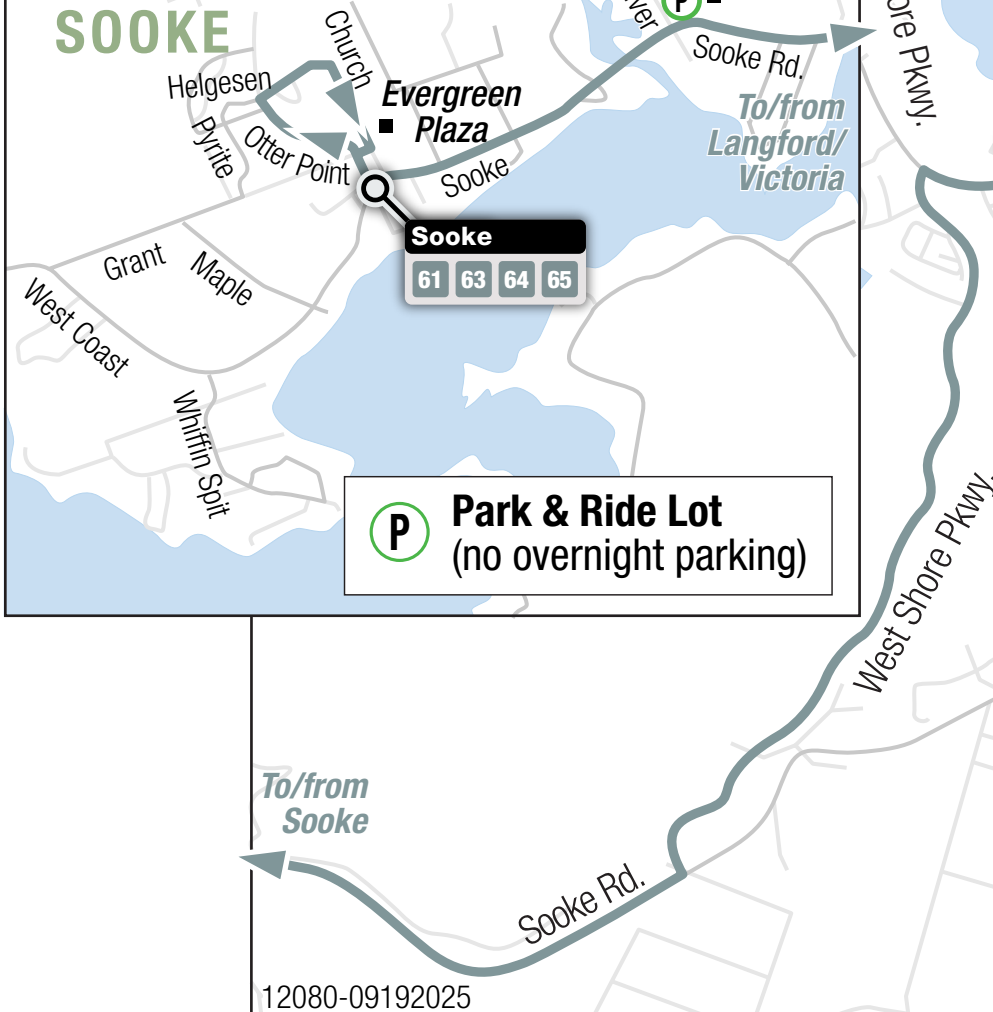 SOOKE
Church
P
Sooke Rd.
Helgesen
Evergreen
Plaza
To/from
Langford/
Victoria
Pyrite
Otter Point
Sooke
Sooke
61 63 64 65
Grant
Maple
West Coast
Whiffin Spit
P
Park & Ride Lot
(no overnight parking)
West Shore Pkwy.
To/from
Sooke
Sooke Rd.
12080-09192025